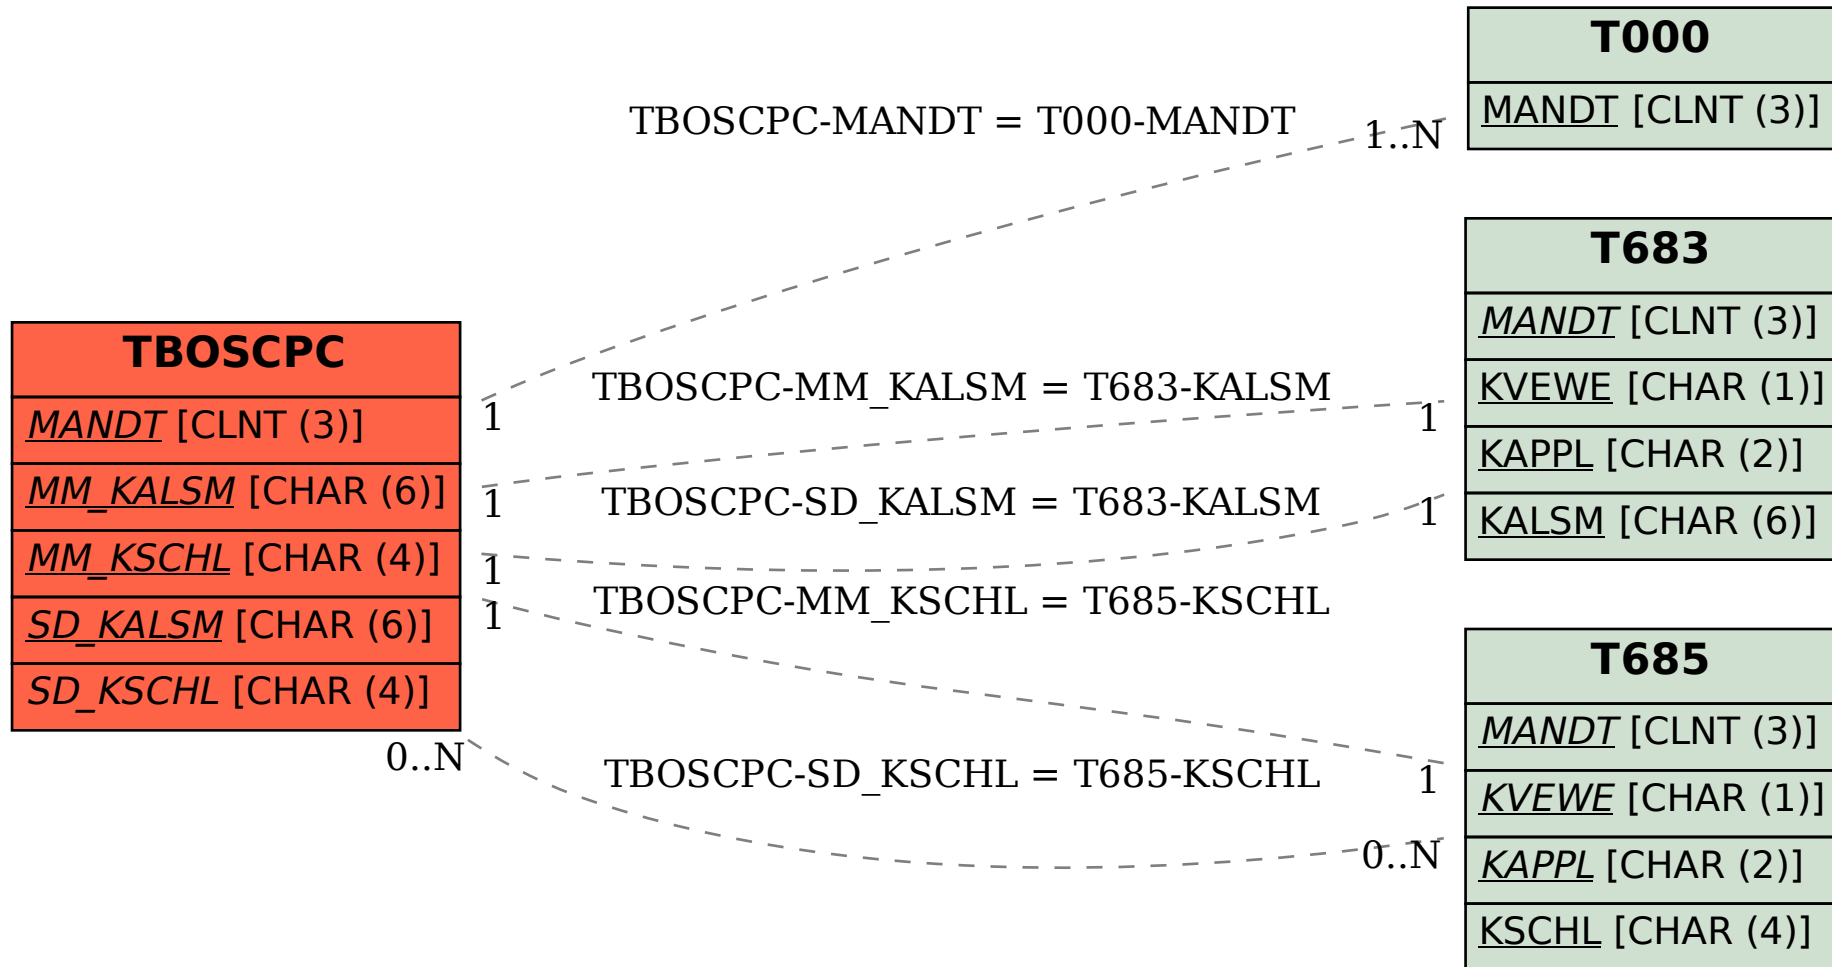 T000
MANDT [CLNT (3)]
TBOSCPC-MANDT = T000-MANDT
1..N
T683
MANDT [CLNT (3)]
KVEWE [CHAR (1)]
KAPPL [CHAR (2)]
KALSM [CHAR (6)]
TBOSCPC
MANDT [CLNT (3)]
MM_KALSM [CHAR (6)]
MM_KSCHL [CHAR (4)]
SD_KALSM [CHAR (6)]
SD_KSCHL [CHAR (4)]
1
TBOSCPC-MM_KALSM = T683-KALSM
1
1
TBOSCPC-SD_KALSM = T683-KALSM
1
1
TBOSCPC-MM_KSCHL = T685-KSCHL
1
T685
MANDT [CLNT (3)]
KVEWE [CHAR (1)]
KAPPL [CHAR (2)]
KSCHL [CHAR (4)]
0..N
TBOSCPC-SD_KSCHL = T685-KSCHL
1
0..N